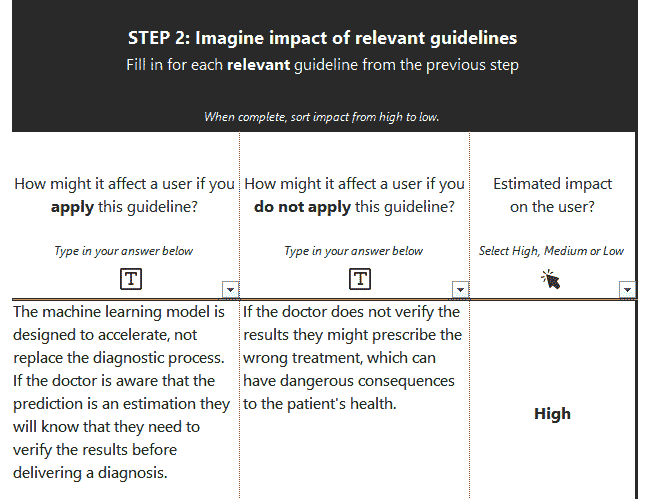 STEP 2: Imagine impact of relevant guidelines
Fill in for each relevant guideline from the previous step
When complete, sort impact from high to low.
How might it affect a user if you
apply this guideline?
Type in your answer below
T
How might it affect a user if you
do not apply this guideline?
Type in your answer below
T
Estimated impact
on the user?
Select High, Medium or Low
The machine learning model is
designed to accelerate, not
replace the diagnostic process.
If the doctor is aware that the
prediction is an estimation they
will know that they need to
verify the results before
delivering a diagnosis.
If the doctor does not verify the
results they might prescribe the
wrong treatment, which can
have dangerous consequences
to the patient's health.
High